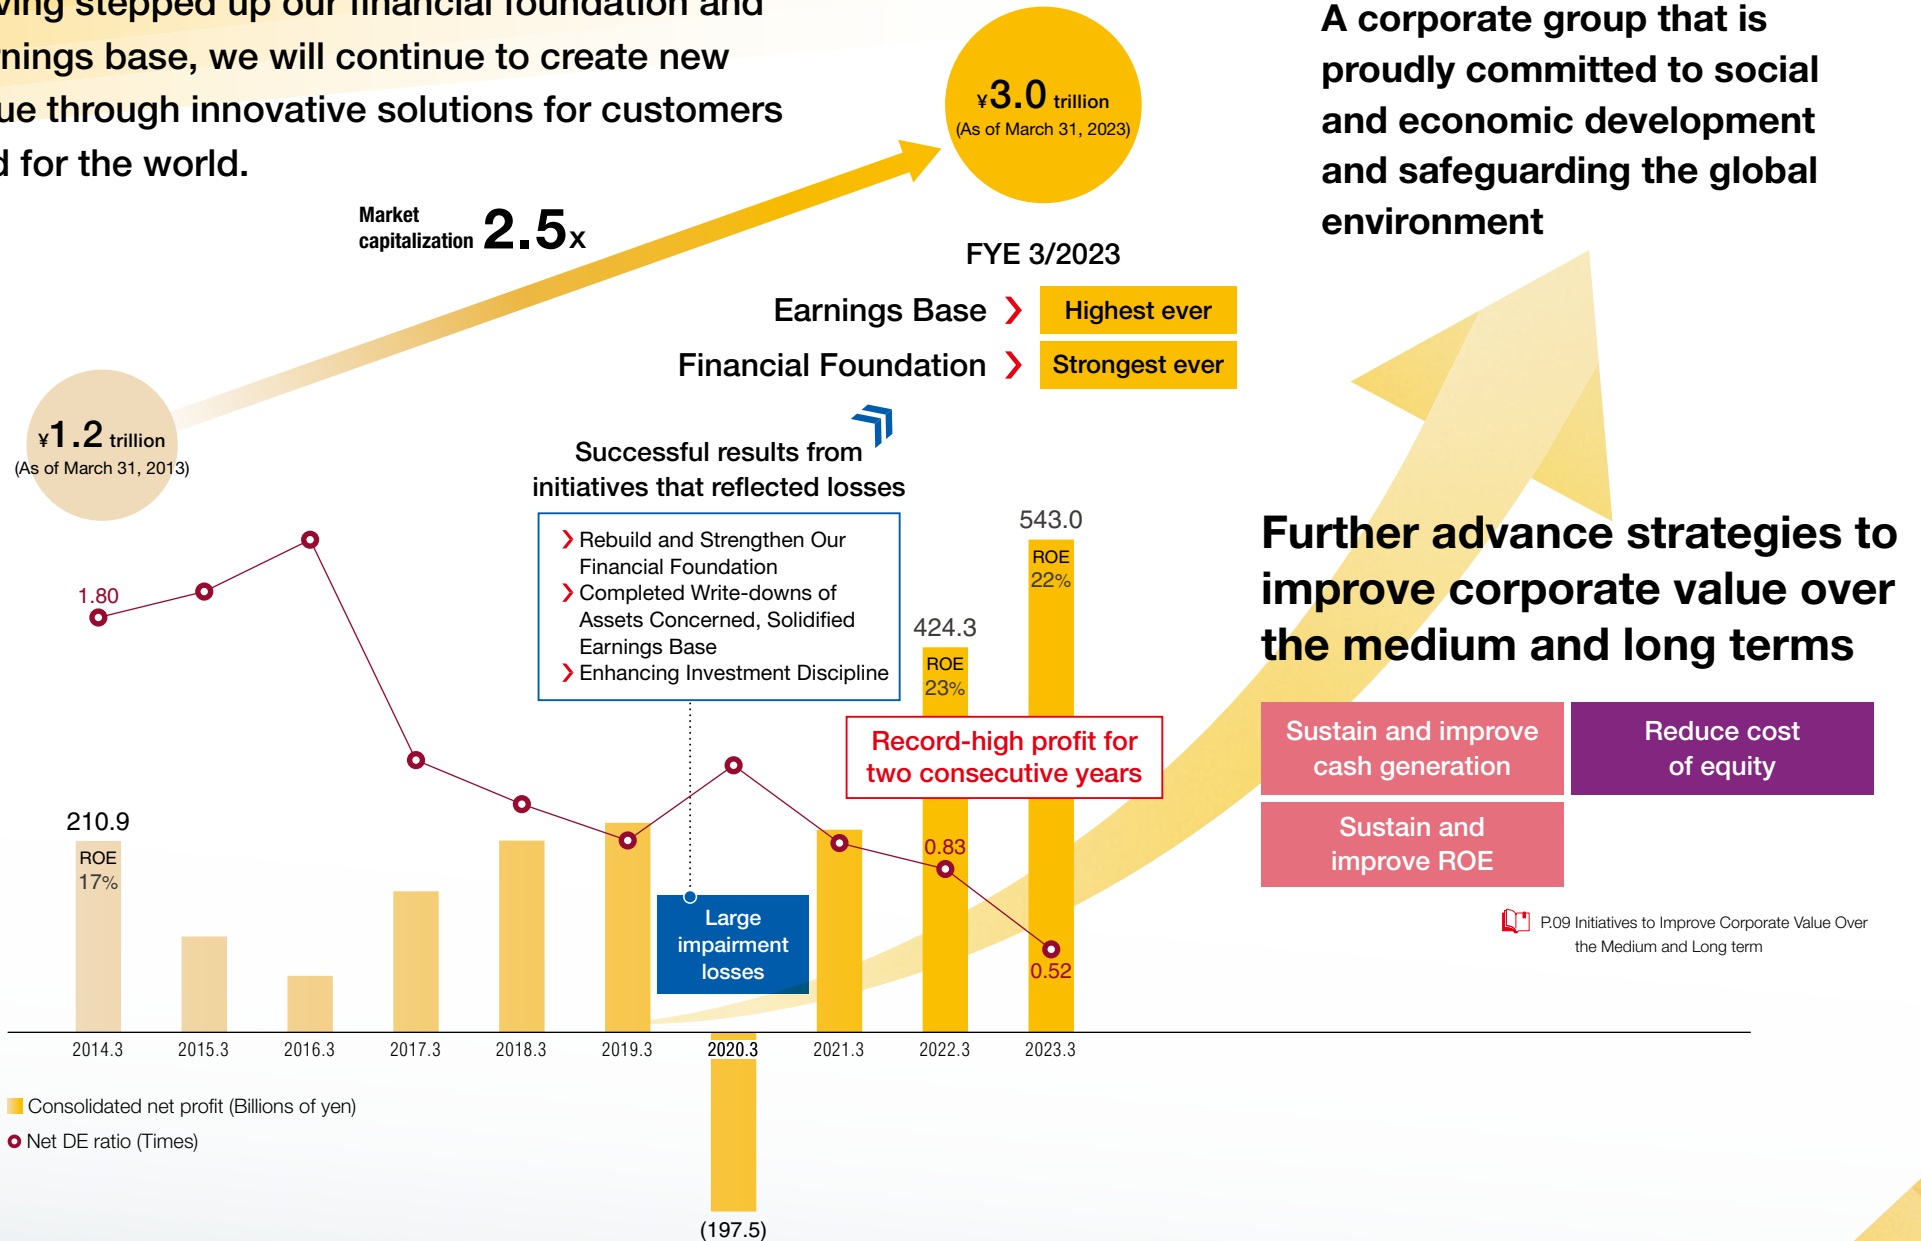 ving stepped up our financial foundation and
rnings base, we will continue to create new
ue through innovative solutions for customers
d for the world.
Market
capitalization 2.5x
¥3.0 trillion
(As of March 31, 2023)
A corporate group that is
proudly committed to social
and economic development
and safeguarding the global
environment
FYE 3/2023
Earnings Base Highest ever
Financial Foundation Strongest ever
¥1.2 trillion
(As of March 31, 2013)
Successful results from
initiatives that reflected losses
Rebuild and Strengthen Our
Financial Foundation
Completed Write-downs of
Assets Concerned, Solidified
Earnings Base
Enhancing Investment Discipline
Further advance strategies to
improve corporate value over
the medium and long terms
Sustain and improve
cash generation
Reduce cost
of equity
Sustain and
improve ROE
P.09 Initiatives to Improve Corporate Value Over
the Medium and Long term
1.80
210.9
ROE
17%
Large
impairment
losses
424.3
ROE
23%
543.0
ROE
22%
Record-high profit for
two consecutive years
0.83
0.52
2014.3 2015.3 2016.3 2017.3 2018.3 2019.3 2020.3 2021.3 2022.3 2023.3
(197.5)
Consolidated net profit (Billions of yen)
Net DE ratio (Times)